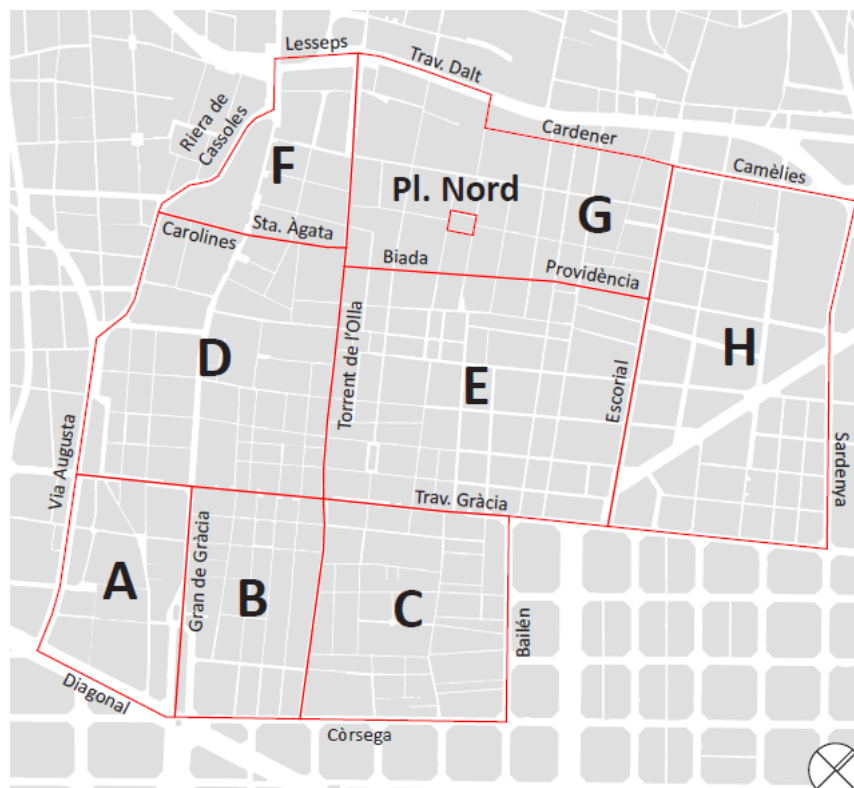 Lesseps
Trav. Dalt
Riera de
Cassoles
Cardener
Camèlies
F
Pl. Nord
G
Sta. Àgata
Carolines
Biada
Providència
D
Torrent de l'Olla
E
Escorial
H
Via Augusta
Sardenya
Trav. Gràcia
Gran de Gràcia
A
B
C
Bailén
Diagonal
Còrsega